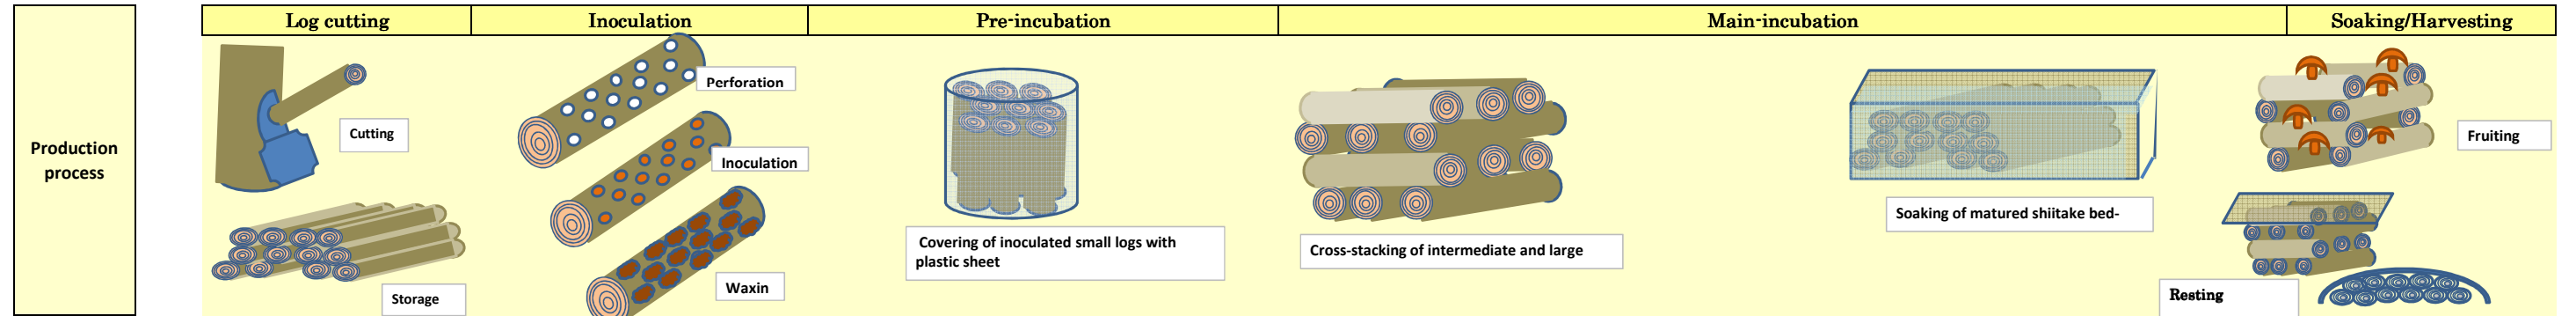 Log cutting
Inoculation
Pre-incubation
Main-incubation
Soaking/Harvesting
Production
process
Cutting
Storage
Perforation
Inoculation
Waxin
Covering of inoculated small logs with
plastic sheet
Cross-stacking of intermediate and large
Soaking of matured shiitake bed-
Fruiting
Resting